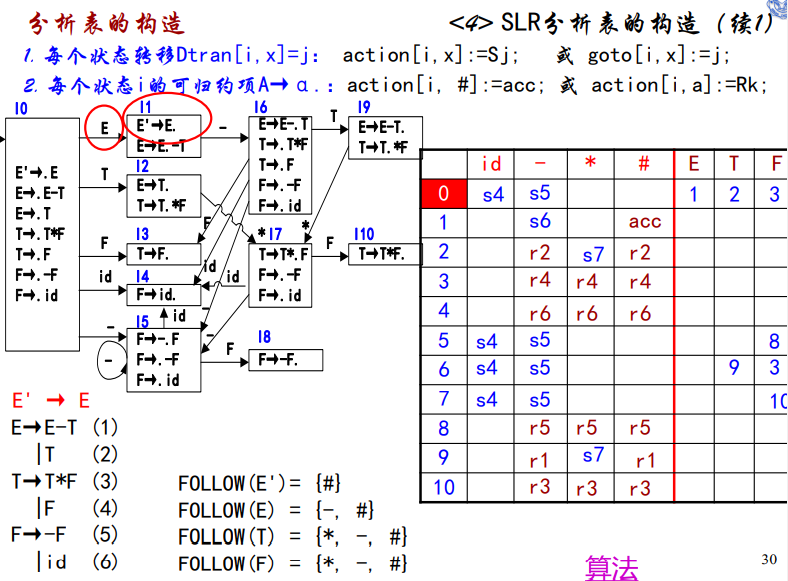 分析表的构造
<4> SLR分析表的构造 (续1)
1. 每个状态转移Dtran[i,x]=j: action[i,x]:=Sj; 或 goto[i,x]:=j;
2. 每个状态i的可归约项A→α.: action[i, #]:=acc; 或 action[i,a]:=Rk;
I0
E'→.E
E→.E-T
E→.T
T→.T*F
T→.F
F→.-F
F→.id
E
T
F
id
-
I1
E'→E.
E→E.-T
-
I2
E→T.
T→T.*F
*
I3
T→F.
I4
F→id.
id
I5
F→-.F
F→.-F
F→.id
-
F
I8
F→-F.
I6
E→E-.T
T→.T*F
T→.F
F→.-F
F→.id
T
F
id
-
I9
E→E-T.
T→T.*F
*
I7
T→T*.F
F→.-F
F→.id
F
id
-
I10
T→T*F.
id - * # E T F
0 s4 s5 1 2 3
1 s6 acc
2 r2 s7 r2
3 r4 r4 r4
4 r6 r6 r6
5 s4 s5 8
6 s4 s5 9 3
7 s4 s5 10
8 r5 r5 r5
9 r1 s7 r1
10 r3 r3 r3
E' → E
E→E-T (1)
|T (2)
T→T*F (3)
|F (4)
F→-F (5)
|id (6)
FOLLOW(E')= {#}
FOLLOW(E) = {-, #}
FOLLOW(T) = {*, -, #}
FOLLOW(F) = {*, -, #}
算法
30